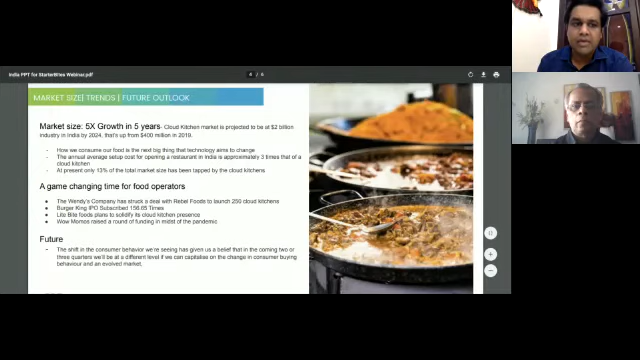 India PPT for StarterBites Webinar.pdf
4 / 6
MARKET SIZE| TRENDS | FUTURE OUTLOOK
Market size: 5X Growth in 5 years- Cloud Kitchen market is projected to be at $2 billion
industry in India by 2024, that's up from $400 million in 2019.
- How we consume our food is the next big thing that technology aims to change
- The annual average setup cost for opening a restaurant in India is approximately 3 times that of a
cloud kitchen
- At present only 13% of the total market size has been tapped by the cloud kitchens
A game changing time for food operators
● The Wendy's Company has struck a deal with Rebel Foods to launch 250 cloud kitchens
● Burger King IPO Subscribed 156.65 Times
● Lite Bite foods plans to solidify its cloud kitchen presence
● Wow Momos raised a round of funding in midst of the pandemic
Future
- The shift in the consumer behavior we're seeing has given us a belief that in the coming two or
three quarters we'll be at a different level if we can capitalise on the change in consumer buying
behaviour and an evolved market.